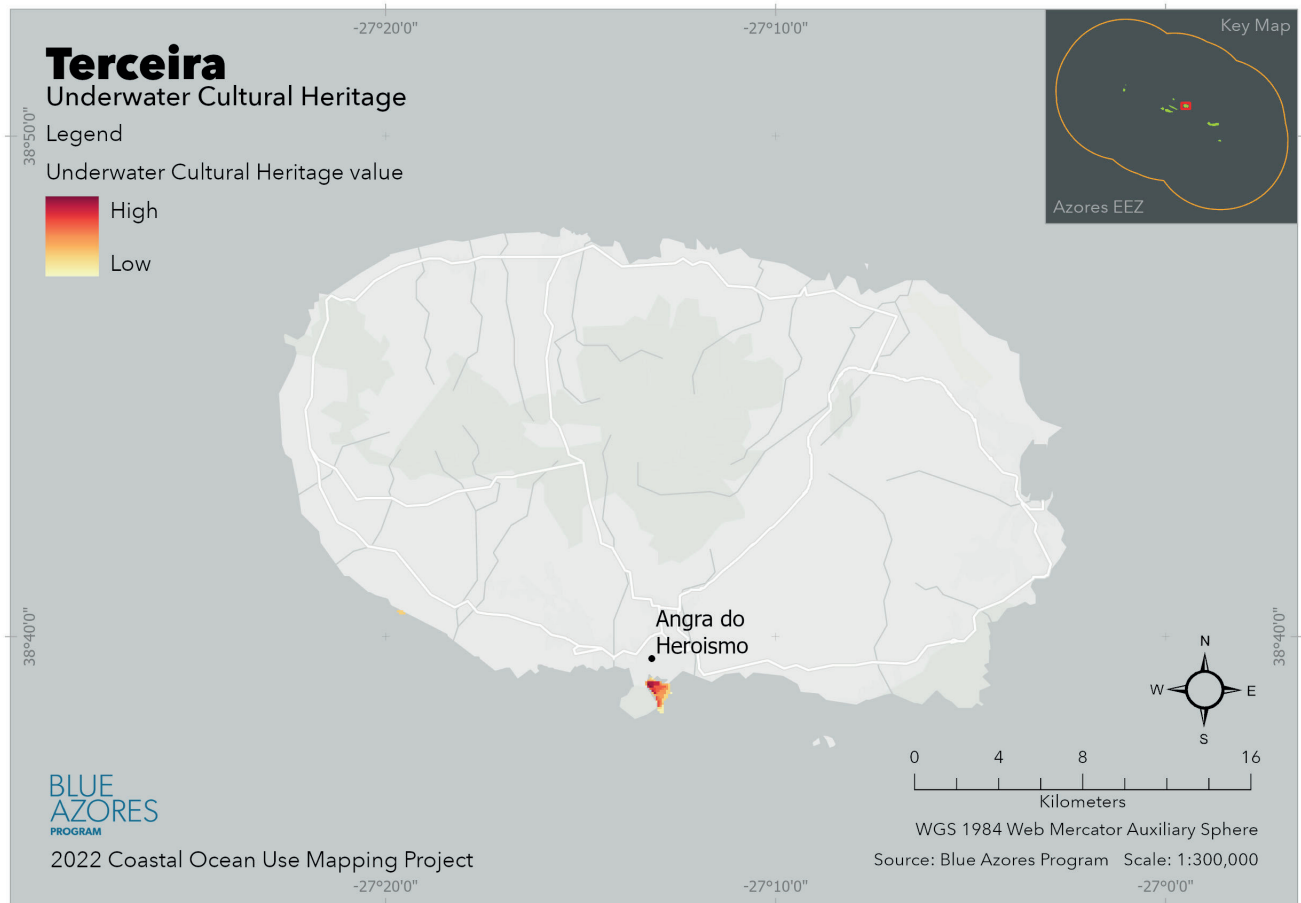 -27°20'0"
-27°10'0"
Terceira
Underwater Cultural Heritage
Legend
Underwater Cultural Heritage value
High
Low
Key Map
Azores EEZ
38°50'0"
38°40'0"
38°40'0"
Angra do
Heroismo
N
W
E
S
0 4 8 16
Kilometers
WGS 1984 Web Mercator Auxiliary Sphere
Source: Blue Azores Program Scale: 1:300,000
BLUE
AZORES
PROGRAM
2022 Coastal Ocean Use Mapping Project
-27°20'0"
-27°10'0"
-27°0'0"